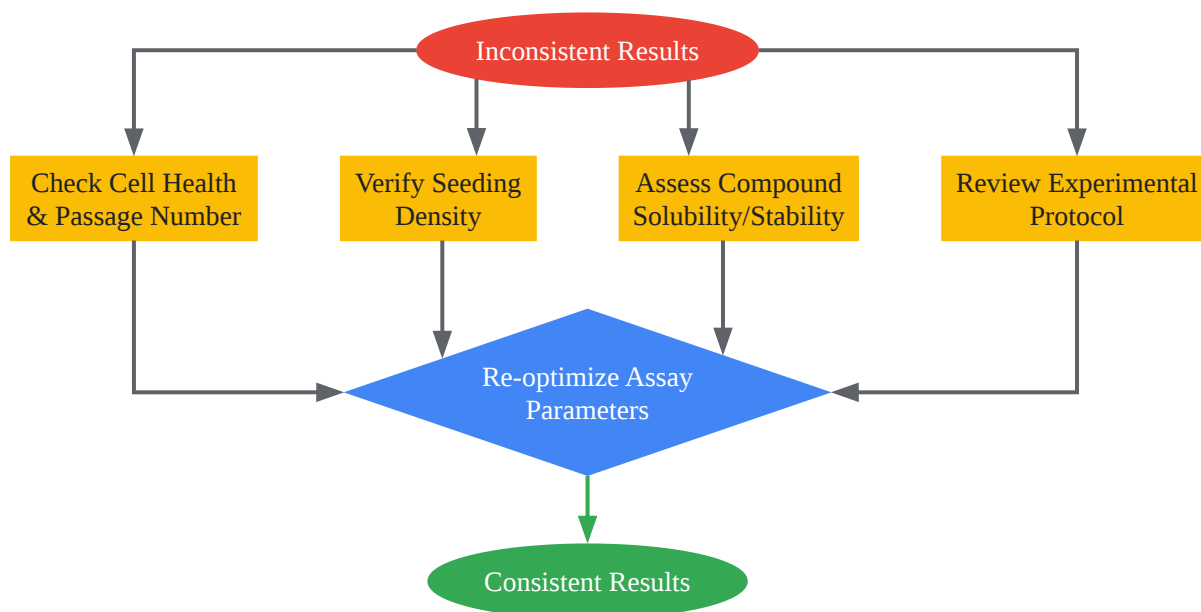 Inconsistent Results
Check Cell Health
& Passage Number
Verify Seeding
Density
Assess Compound
Solubility/Stability
Review Experimental
Protocol
Re-optimize Assay
Parameters
Consistent Results